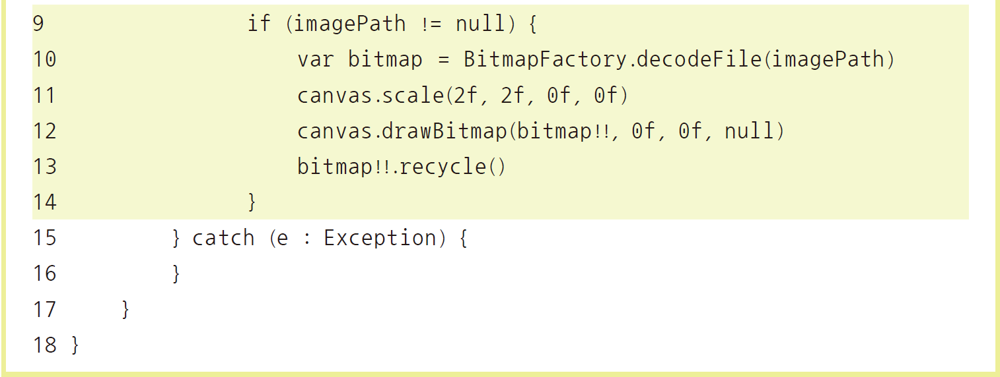 9 if (imagePath != null) {
10 var bitmap = BitmapFactory.decodeFile(imagePath)
11 canvas.scale(2f, 2f, 0f, 0f)
12 canvas.drawBitmap(bitmap!!, 0f, 0f, null)
13 bitmap!!.recycle()
14 }
15 } catch (e : Exception) {
16 }
17 }
18 }